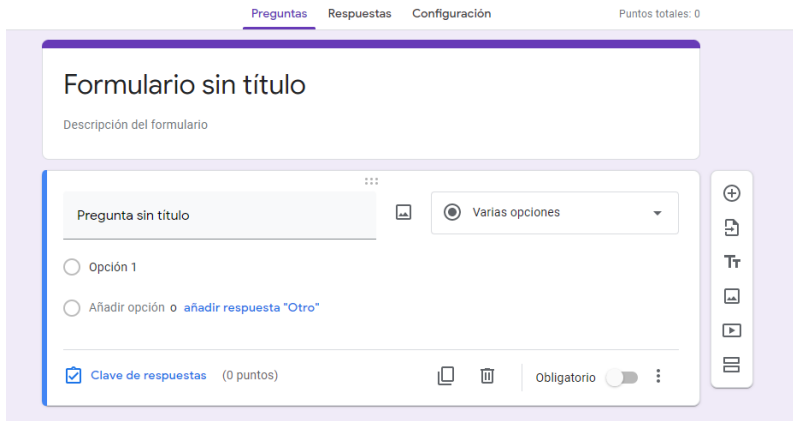 Preguntas Respuestas Configuración Puntos totales: 0
Formulario sin título
Descripción del formulario
Pregunta sin título Varias opciones
Opción 1
Añadir opción o añadir respuesta "Otro"
Clave de respuestas (0 puntos) Obligatorio
Tт